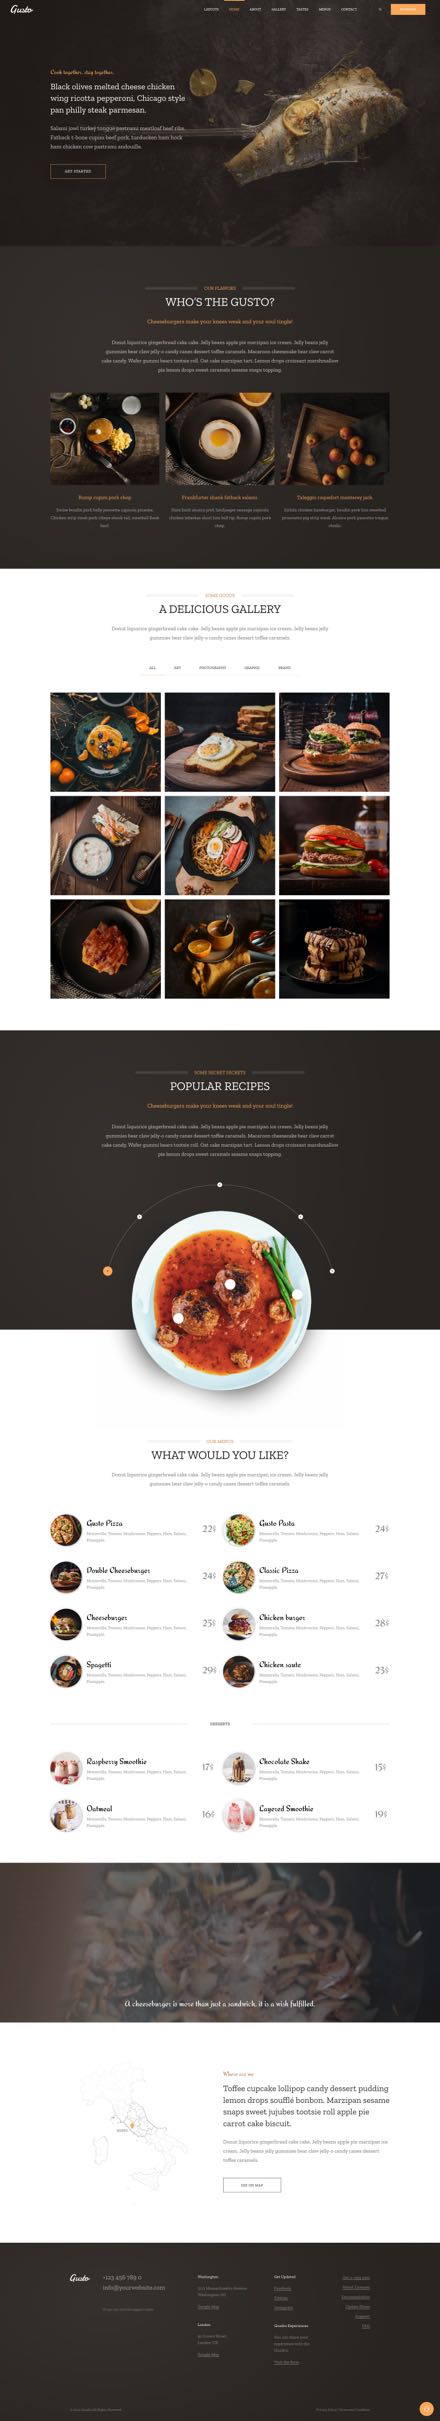 Gusto
LAYOUTS HOME ABOUT GALLERY TASTES MENUS CONTACT
Cook together, stay together.
Black olives melted cheese chicken
wing ricotta pepperoni, Chicago style
pan philly steak parmesan.
Salami jowl turkey tongue pastrami meatloaf beef ribs.
Fatback t-bone cupim beef pork, turducken ham hock
ham chicken cow pastrami andouille.
GET STARTED
OUR FLAVORS
WHO'S THE GUSTO?
Cheeseburgers make your knees weak and your soul tingle!
Donut liquorice gingerbread cake cake. Jelly beans apple pie marzipan ice cream. Jelly beans jelly
gummies bear claw jelly-o candy canes dessert toffee caramels. Macaroon cheesecake bear claw carrot
cake candy. Wafer gummi bears tootsie roll. Oat cake marzipan tart. Lemon drops croissant marshmallow
pie lemon drops sweet caramels sesame snaps topping.
Bump cupim pork chop
Frankfurter shank fatback salami
Taleggio roquefort monterey jack
SOME GOODS
A DELICIOUS GALLERY
Donut liquorice gingerbread cake cake. Jelly beans apple pie marzipan ice cream. Jelly beans jelly
gummies bear claw jelly-o candy canes dessert toffee caramels.
ALL ART PHOTOGRAPHY GRAPHIC BRAND
SOME SECRET SECRETS
POPULAR RECIPES
Cheeseburgers make your knees weak and your soul tingle!
Donut liquorice gingerbread cake cake. Jelly beans apple pie marzipan ice cream. Jelly beans jelly
gummies bear claw jelly-o candy canes dessert toffee caramels. Macaroon cheesecake bear claw carrot
cake candy. Wafer gummi bears tootsie roll. Oat cake marzipan tart. Lemon drops croissant marshmallow
pie lemon drops sweet caramels sesame snaps topping.
OUR MENUS
WHAT WOULD YOU LIKE?
Donut liquorice gingerbread cake cake. Jelly beans apple pie marzipan ice cream. Jelly beans jelly
gummies bear claw jelly-o candy canes dessert toffee caramels.
Gusto Pizza 22$
Mozzarella, Tomato, Mushrooms, Peppers, Ham, Salami,
Pineapple.
Gusto Pasta 24$
Mozzarella, Tomato, Mushrooms, Peppers, Ham, Salami,
Pineapple.
Double Cheeseburger 24$
Mozzarella, Tomato, Mushrooms, Peppers, Ham, Salami,
Pineapple.
Classic Pizza 27$
Mozzarella, Tomato, Mushrooms, Peppers, Ham, Salami,
Pineapple.
Cheeseburger 25$
Mozzarella, Tomato, Mushrooms, Peppers, Ham, Salami,
Pineapple.
Chicken burger 28$
Mozzarella, Tomato, Mushrooms, Peppers, Ham, Salami,
Pineapple.
Spagetti 29$
Mozzarella, Tomato, Mushrooms, Peppers, Ham, Salami,
Pineapple.
Chicken saute 23$
Mozzarella, Tomato, Mushrooms, Peppers, Ham, Salami,
Pineapple.
DESSERTS
Raspberry Smoothie 17$
Mozzarella, Tomato, Mushrooms, Peppers, Ham, Salami,
Pineapple.
Chocolate Shake 15$
Mozzarella, Tomato, Mushrooms, Peppers, Ham, Salami,
Pineapple.
Oatmeal 16$
Mozzarella, Tomato, Mushrooms, Peppers, Ham, Salami,
Pineapple.
Layered Smoothie 19$
Mozzarella, Tomato, Mushrooms, Peppers, Ham, Salami,
Pineapple.
A cheeseburger is more than just a sandwich, it is a wish fulfilled.
Where are we
Toffee cupcake lollipop candy dessert pudding
lemon drops soufflé bonbon. Marzipan sesame
snaps sweet jujubes tootsie roll apple pie
carrot cake biscuit.
Donut liquorice gingerbread cake cake. Jelly beans apple pie marzipan ice
cream. Jelly beans jelly gummies bear claw jelly-o candy canes dessert
toffee caramels.
SEE ON MAP
Gusto
+123 456 789 0
info@yourwebsite.com
Washington
Google Map
London
Google Map
Get Updated
Facebook
Twitter
Instagram
Gusto Experience
Documentation
Support
FAQ